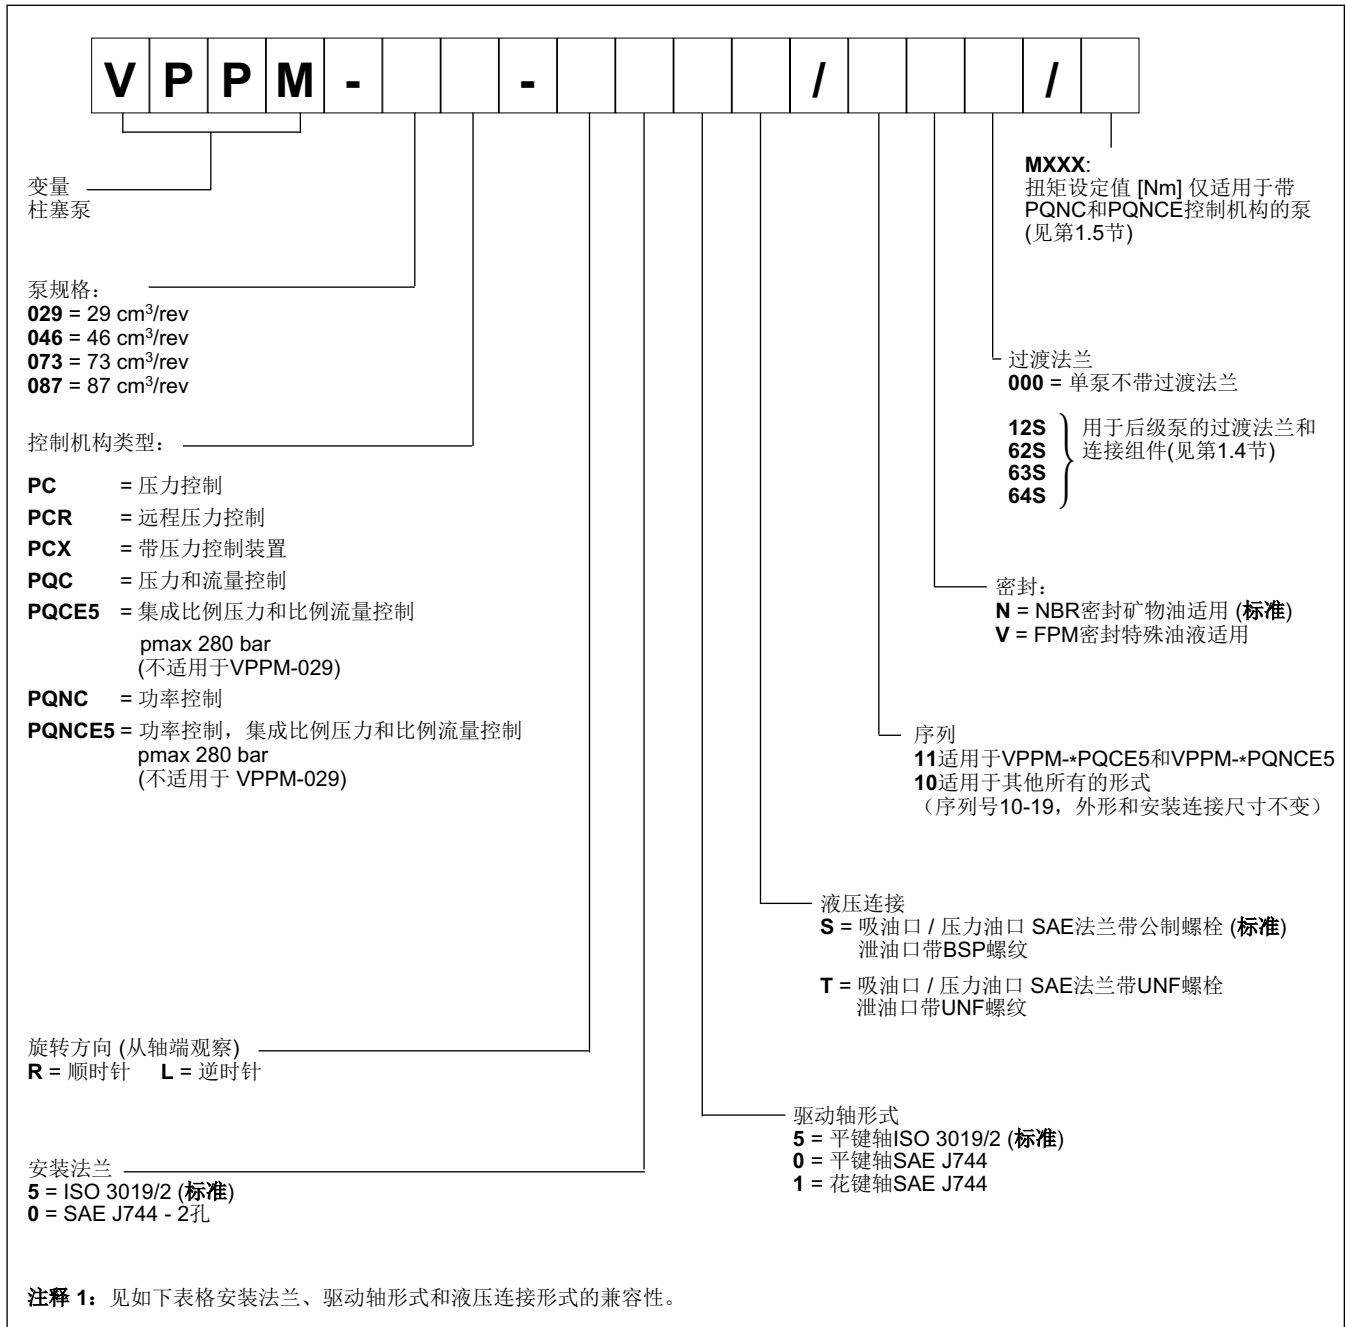 VPPM- - / /
变量
柱塞泵
MXXX:
扭矩设定值 [Nm] 仅适用于带
PQNC和PQNCE控制机构的泵
(见第1.5节)
泵规格：
029 = 29 cm³/rev
046 = 46 cm³/rev
073 = 73 cm³/rev
087 = 87 cm³/rev
过渡法兰
000 = 单泵不带过渡法兰
12S
62S
63S
64S
用于后级泵的过渡法兰和
连接组件(见第1.4节)
控制机构类型：
PC = 压力控制
PCR = 远程压力控制
PCX = 带压力控制装置
PQC = 压力和流量控制
PQCE5 = 集成比例压力和比例流量控制
pmax 280 bar
(不适用于VPPM-029)
PQNC = 功率控制
PQNCE5 = 功率控制，集成比例压力和比例流量控制
pmax 280 bar
(不适用于 VPPM-029)
密封：
N = NBR密封矿物油适用 (标准)
V = FPM密封特殊油液适用
序列
11适用于VPPM-*PQCE5和VPPM-*PQNCE5
10适用于其他所有的形式
（序列号10-19，外形和安装连接尺寸不变）
液压连接
S = 吸油口 / 压力油口 SAE法兰带公制螺栓 (标准)
泄油口带BSP螺纹
T = 吸油口 / 压力油口 SAE法兰带UNF螺栓
泄油口带UNF螺纹
旋转方向 (从轴端观察)
R = 顺时针 L = 逆时针
驱动轴形式
5 = 平键轴ISO 3019/2 (标准)
0 = 平键轴SAE J744
1 = 花键轴SAE J744
安装法兰
5 = ISO 3019/2 (标准)
0 = SAE J744 - 2孔
注释 1：见如下表格安装法兰、驱动轴形式和液压连接形式的兼容性。